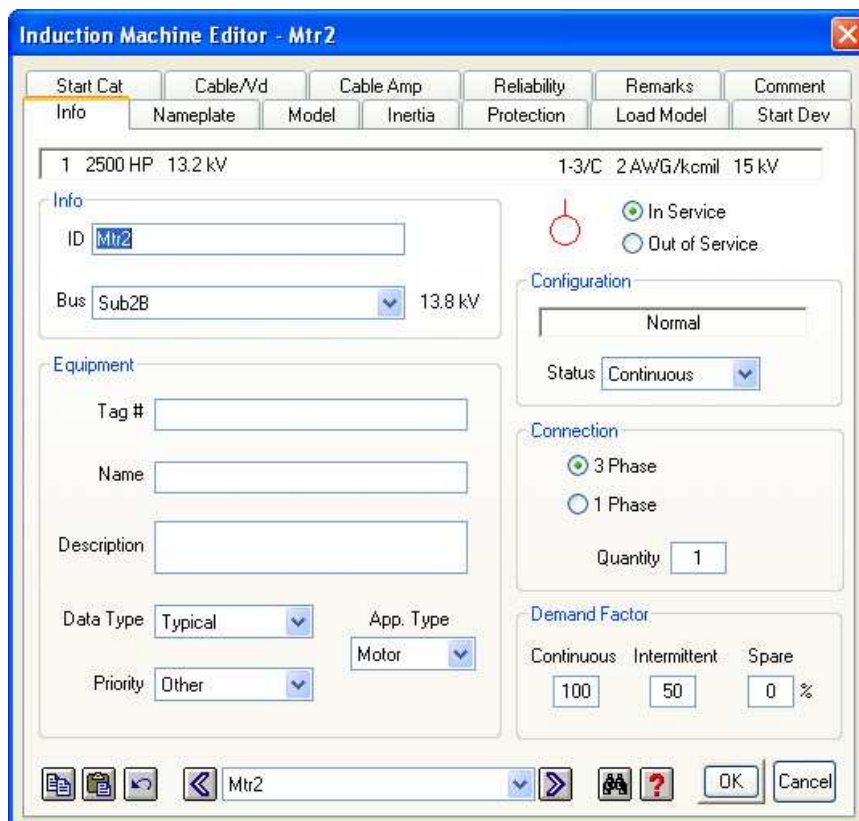 Induction Machine Editor - Mtr2
Start Cat Cable/Vd Cable Amp Reliability Remarks Comment
Info Nameplate Model Inertia Protection Load Model Start Dev
1 2500 HP 13.2 kV 1-3/C 2 AWG/kcmil 15 kV
Info
ID Mtr2
Bus Sub2B 13.8 kV
In Service
Out of Service
Configuration
Normal
Status Continuous
Equipment
Tag #
Name
Description
Data Type Typical
App. Type
Motor
Priority Other
Connection
3 Phase
1 Phase
Quantity 1
Demand Factor
Continuous Intermittent Spare
100 50 0 %
Mtr2 ? OK Cancel